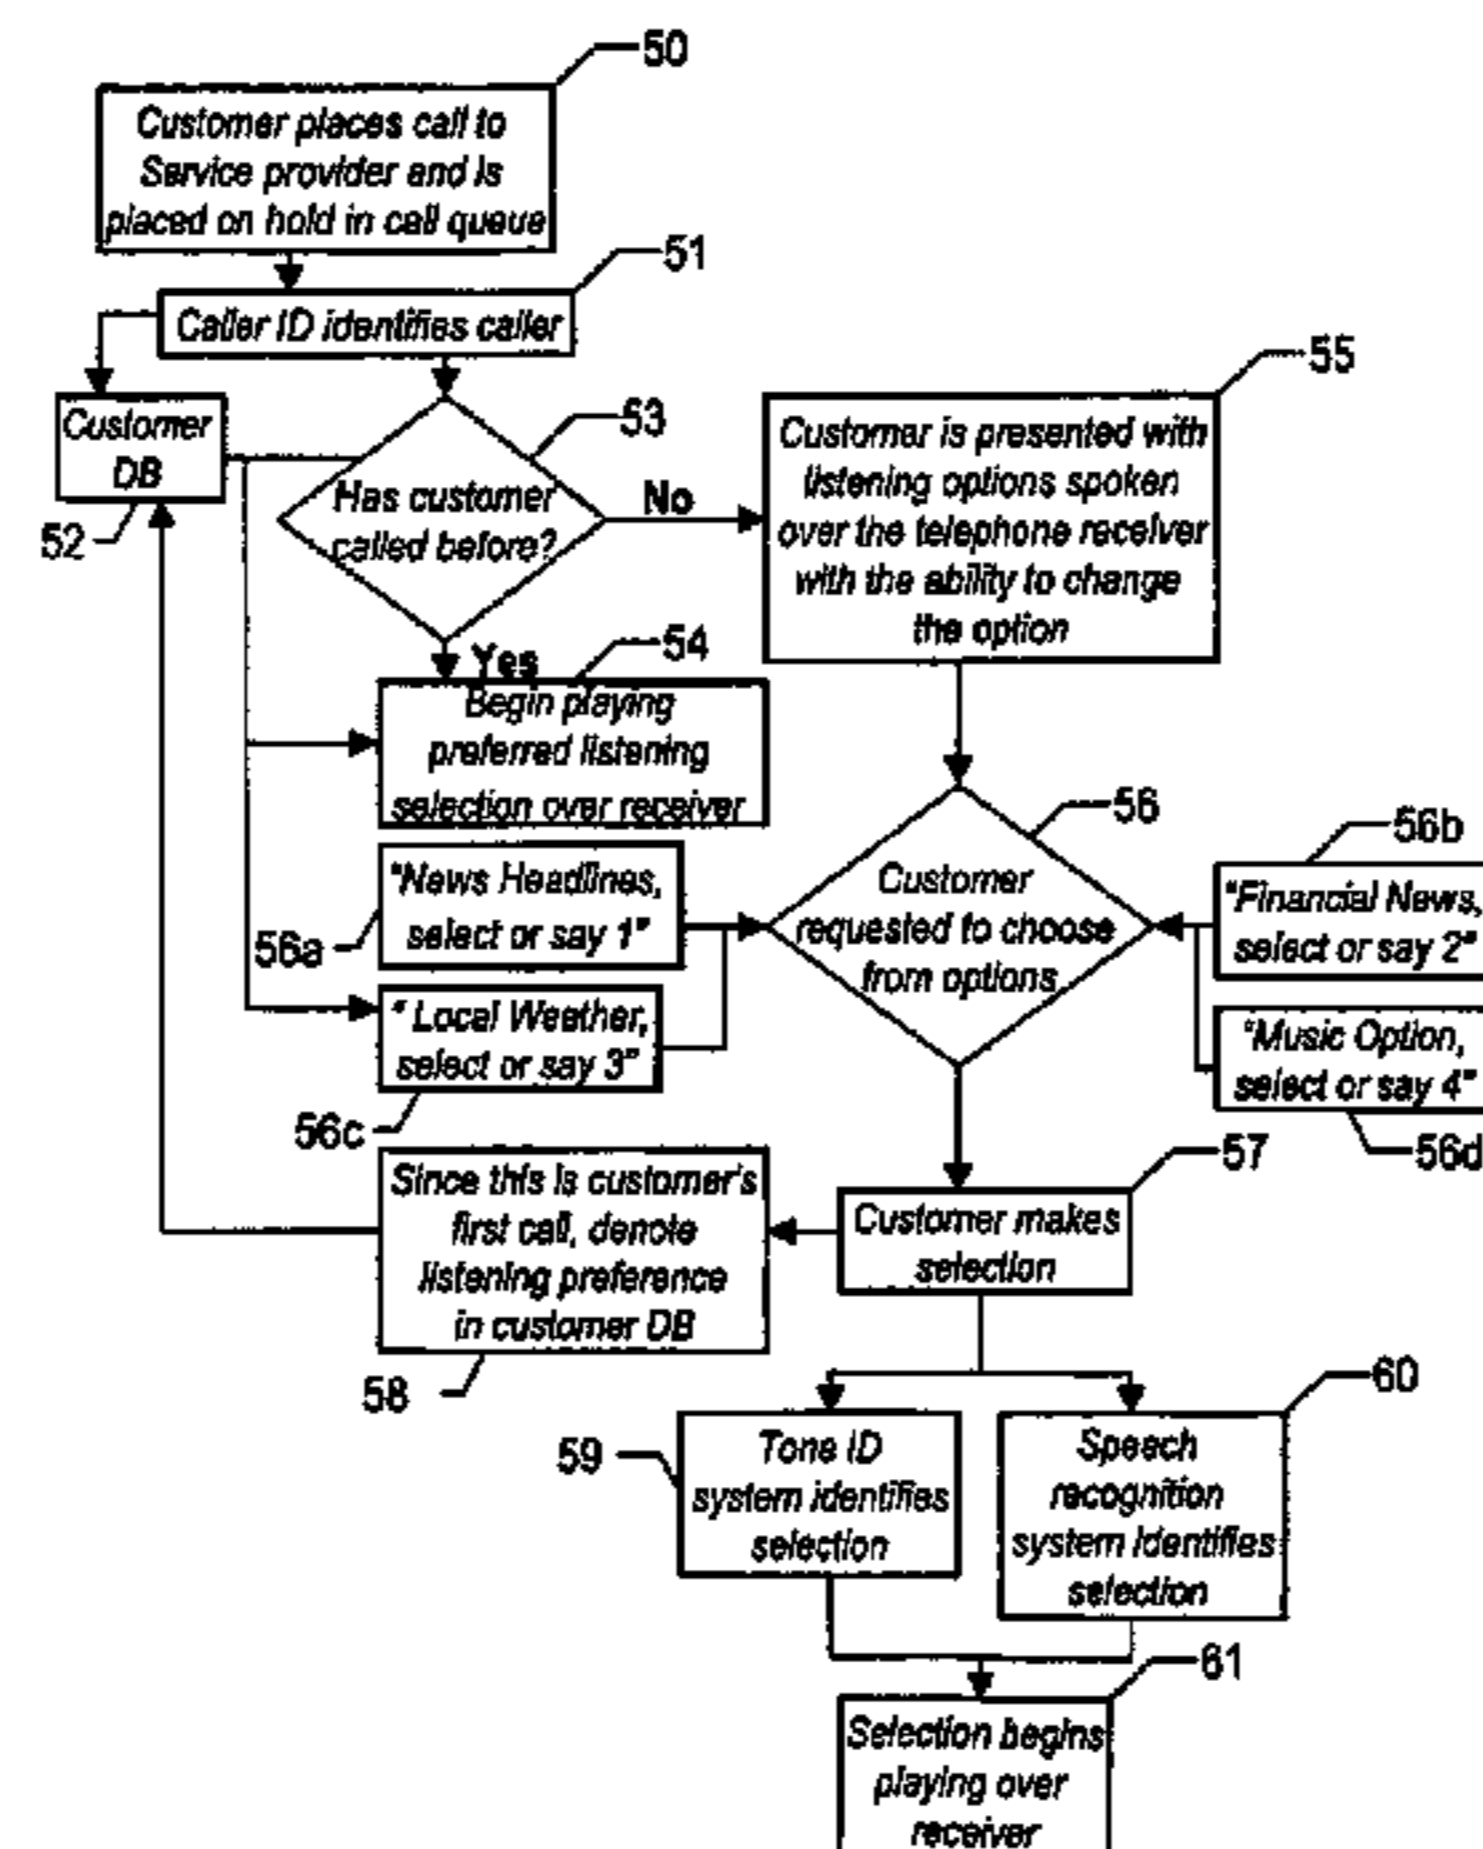 50
Customer places call to
Service provider and is
placed on hold in call queue
51
Caller ID identifies caller
Customer
DB
52
53
Has customer
called before?
No
Yes
55
Customer is presented with
listening options spoken
over the telephone receiver
with the ability to change
the option
54
Begin playing
preferred listening
selection over receiver
56
Customer
requested to choose
from options
"News Headlines,
select or say 1"
56a
56b
"Financial News,
select or say 2"
" Local Weather,
select or say 3"
56c
"Music Option,
select or say 4"
56d
57
Customer makes
selection
Since this is customer's
first call, denote
listening preference
in customer DB
58
59
Tone ID
system identifies
selection
60
Speech
recognition
system identifies
selection
61
Selection begins
playing over
receiver